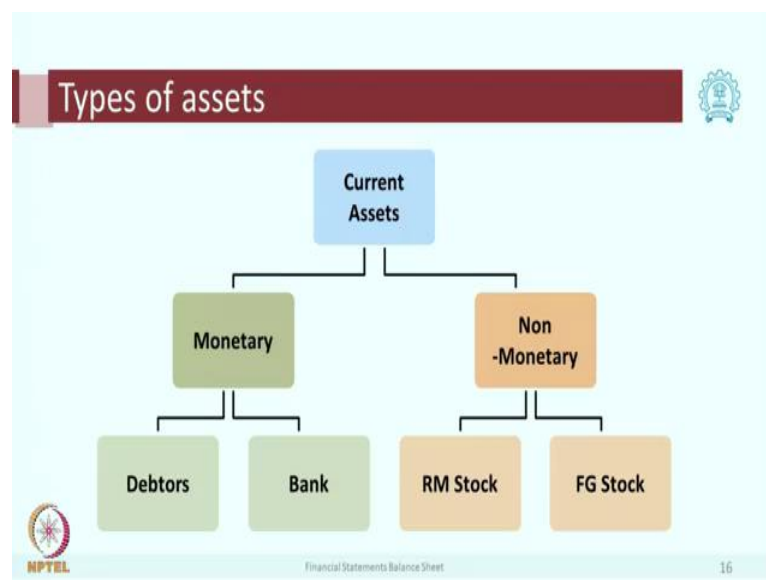 Types of assets
Current
Assets
Monetary
Non
-Monetary
Debtors
Bank
RM Stock
FG Stock
NPTEL
Financial Statements Balance Sheet
16